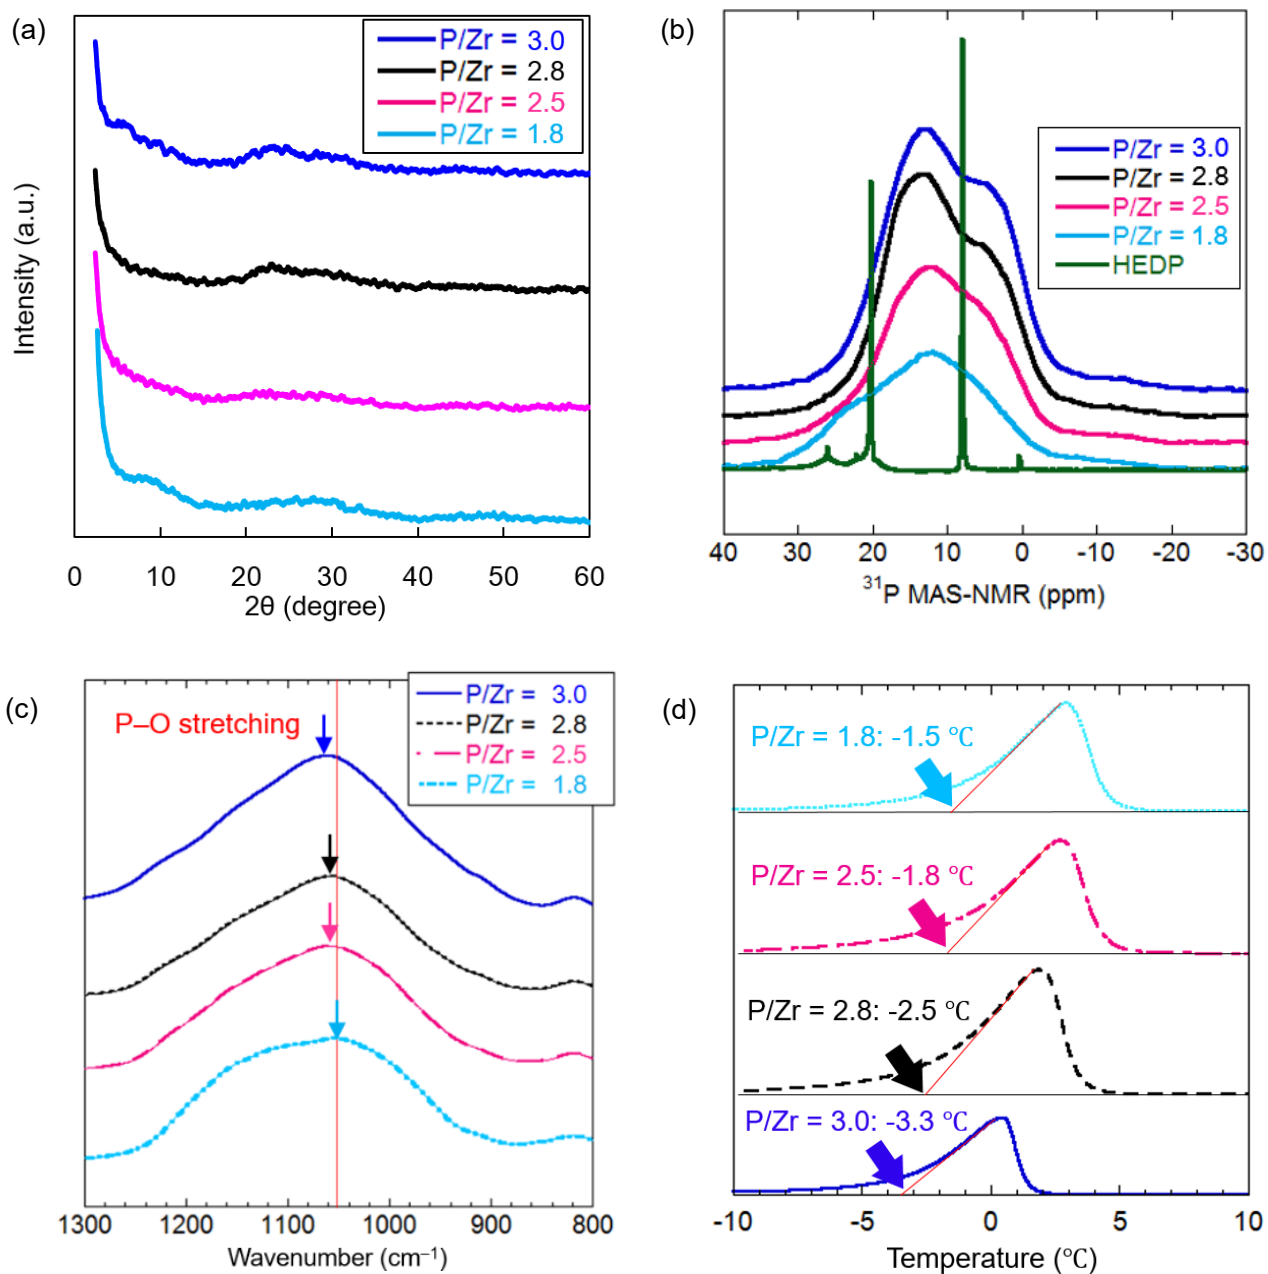 (a)
P/Zr = 3.0
P/Zr = 2.8
P/Zr = 2.5
P/Zr = 1.8
Intensity (a.u.)
0 10 20 30 40 50 60
2θ (degree)
(b)
P/Zr = 3.0
P/Zr = 2.8
P/Zr = 2.5
P/Zr = 1.8
HEDP
40 30 20 10 0 -10 -20 -30
³¹P MAS-NMR (ppm)
(c)
P–O stretching
P/Zr = 3.0
P/Zr = 2.8
P/Zr = 2.5
P/Zr = 1.8
1300 1200 1100 1000 900 800
Wavenumber (cm⁻¹)
(d)
P/Zr = 1.8: -1.5 ℃
P/Zr = 2.5: -1.8 ℃
P/Zr = 2.8: -2.5 ℃
P/Zr = 3.0: -3.3 ℃
-10 -5 0 5 10
Temperature (℃)